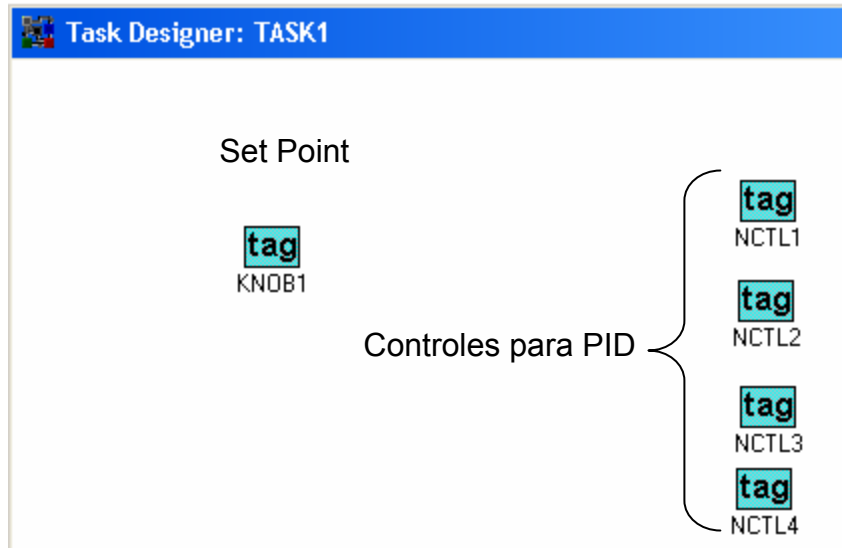 Task Designer: TASK1
Set Point
tag
KNOB1
Controles para PID
tag
NCTL1
tag
NCTL2
tag
NCTL3
tag
NCTL4